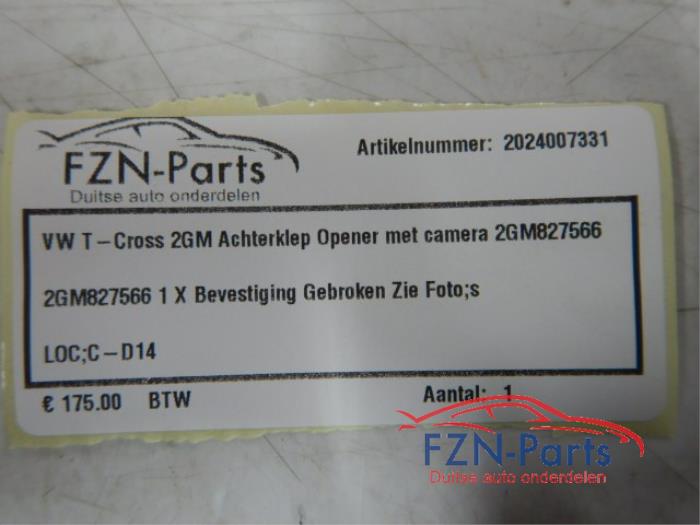 FZN-Parts
Duitse auto onderdelen
Artikelnummer: 2024007331
VW T-Cross 2GM Achterklep Opener met camera 2GM827566
2GM827566 1 X Bevestiging Gebroken Zie Foto;s
LOC;C-D14
€ 175.00 BTW
Aantal: 1
FZN-Parts
Duitse auto onderdelen